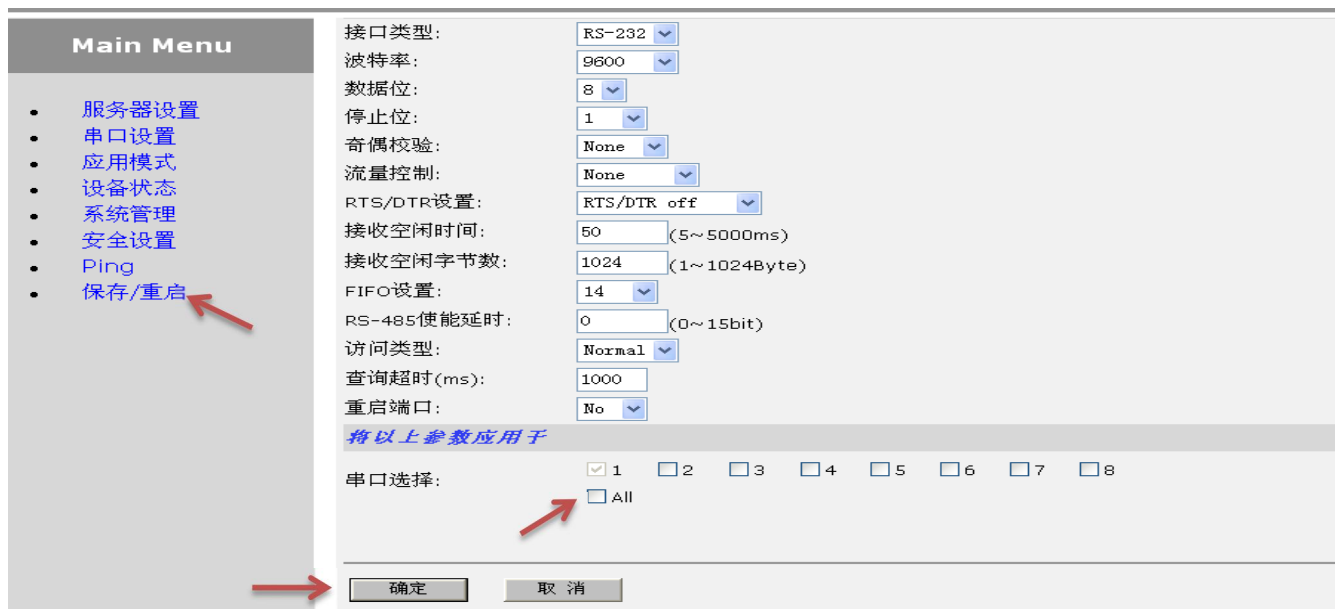 Main Menu
服务器设置
串口设置
应用模式
设备状态
系统管理
安全设置
Ping
保存/重启
接口类型: RS-232
波特率: 9600
数据位: 8
停止位: 1
奇偶校验: None
流量控制: None
RTS/DTR设置: RTS/DTR off
接收空闲时间: 50 (5~5000ms)
接收空闲字节数: 1024 (1~1024Byte)
FIFO设置: 14
RS-485使能延时: 0 (0~15bit)
访问类型: Normal
查询超时(ms): 1000
重启端口: No
将以上参数应用于
串口选择: 1 2 3 4 5 6 7 8
All
确定 取 消